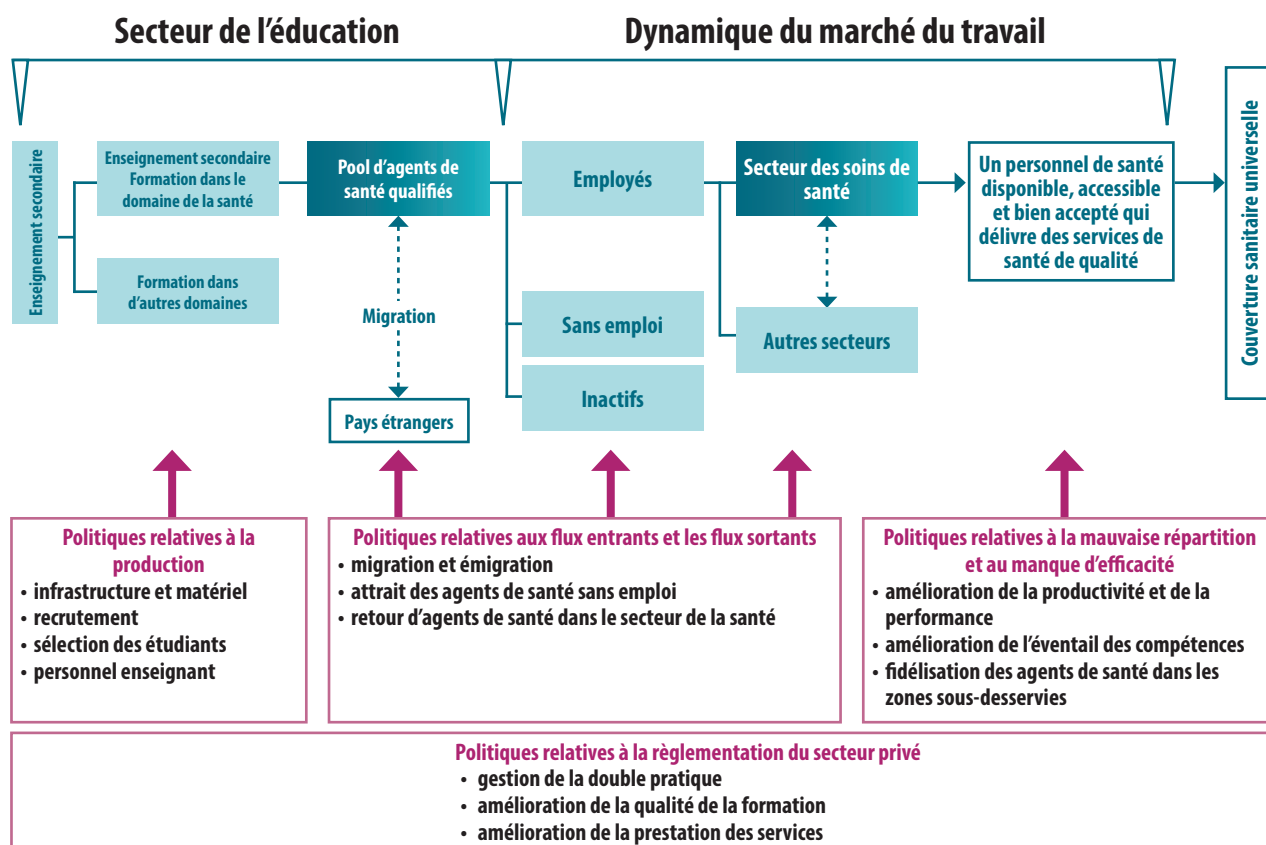 Secteur de l'éducation
Dynamique du marché du travail
Enseignement secondaire
Enseignement secondaire
Formation dans le
domaine de la santé
Formation dans
d'autres domaines
Pool d'agents de
santé qualifiés
Migration
Pays étrangers
Employés
Sans emploi
Inactifs
Secteur des soins de
santé
Autres secteurs
Un personnel de santé
disponible, accessible
et bien accepté qui
délivre des services de
santé de qualité
Couverture sanitaire universelle
Politiques relatives à la
production
• infrastructure et matériel
• recrutement
• sélection des étudiants
• personnel enseignant
Politiques relatives aux flux entrants et les flux sortants
• migration et émigration
• attrait des agents de santé sans emploi
• retour d'agents de santé dans le secteur de la santé
Politiques relatives à la mauvaise répartition
et au manque d'efficacité
• amélioration de la productivité et de la
performance
• amélioration de l'éventail des compétences
• fidélisation des agents de santé dans les
zones sous-desservies
Politiques relatives à la règlementation du secteur privé
• gestion de la double pratique
• amélioration de la qualité de la formation
• amélioration de la prestation des services